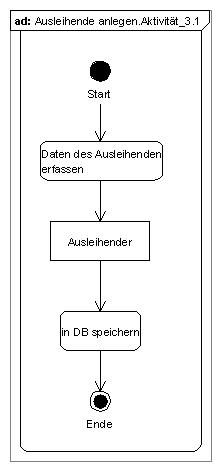 ad: Ausleihende anlegen.Aktivität_3.1
Start
Daten des Ausleihenden
erfassen
Ausleihender
in DB speichern
Ende